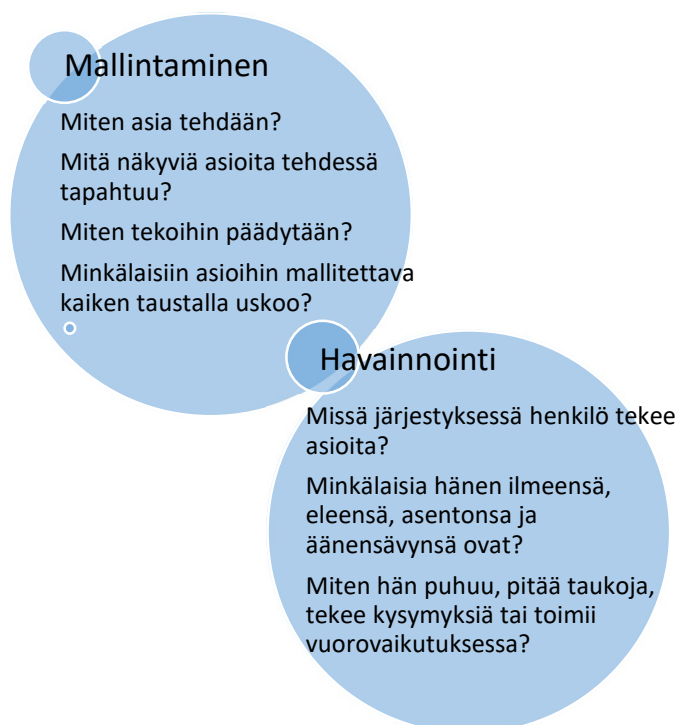 Mallintaminen
Miten asia tehdään?
Mitä näkyviä asioita tehdessä
tapahtuu?
Miten tekoihin päädytään?
Minkälaisiin asioihin mallitettava
kaiken taustalla uskoo?
Havainnointi
Missä järjestyksessä henkilö tekee
asioita?
Minkälaisia hänen ilmeensä,
eleensä, asentonsa ja
äänensävynsä ovat?
Miten hän puhuu, pitää taukoja,
tekee kysymyksiä tai toimii
vuorovaikutuksessa?